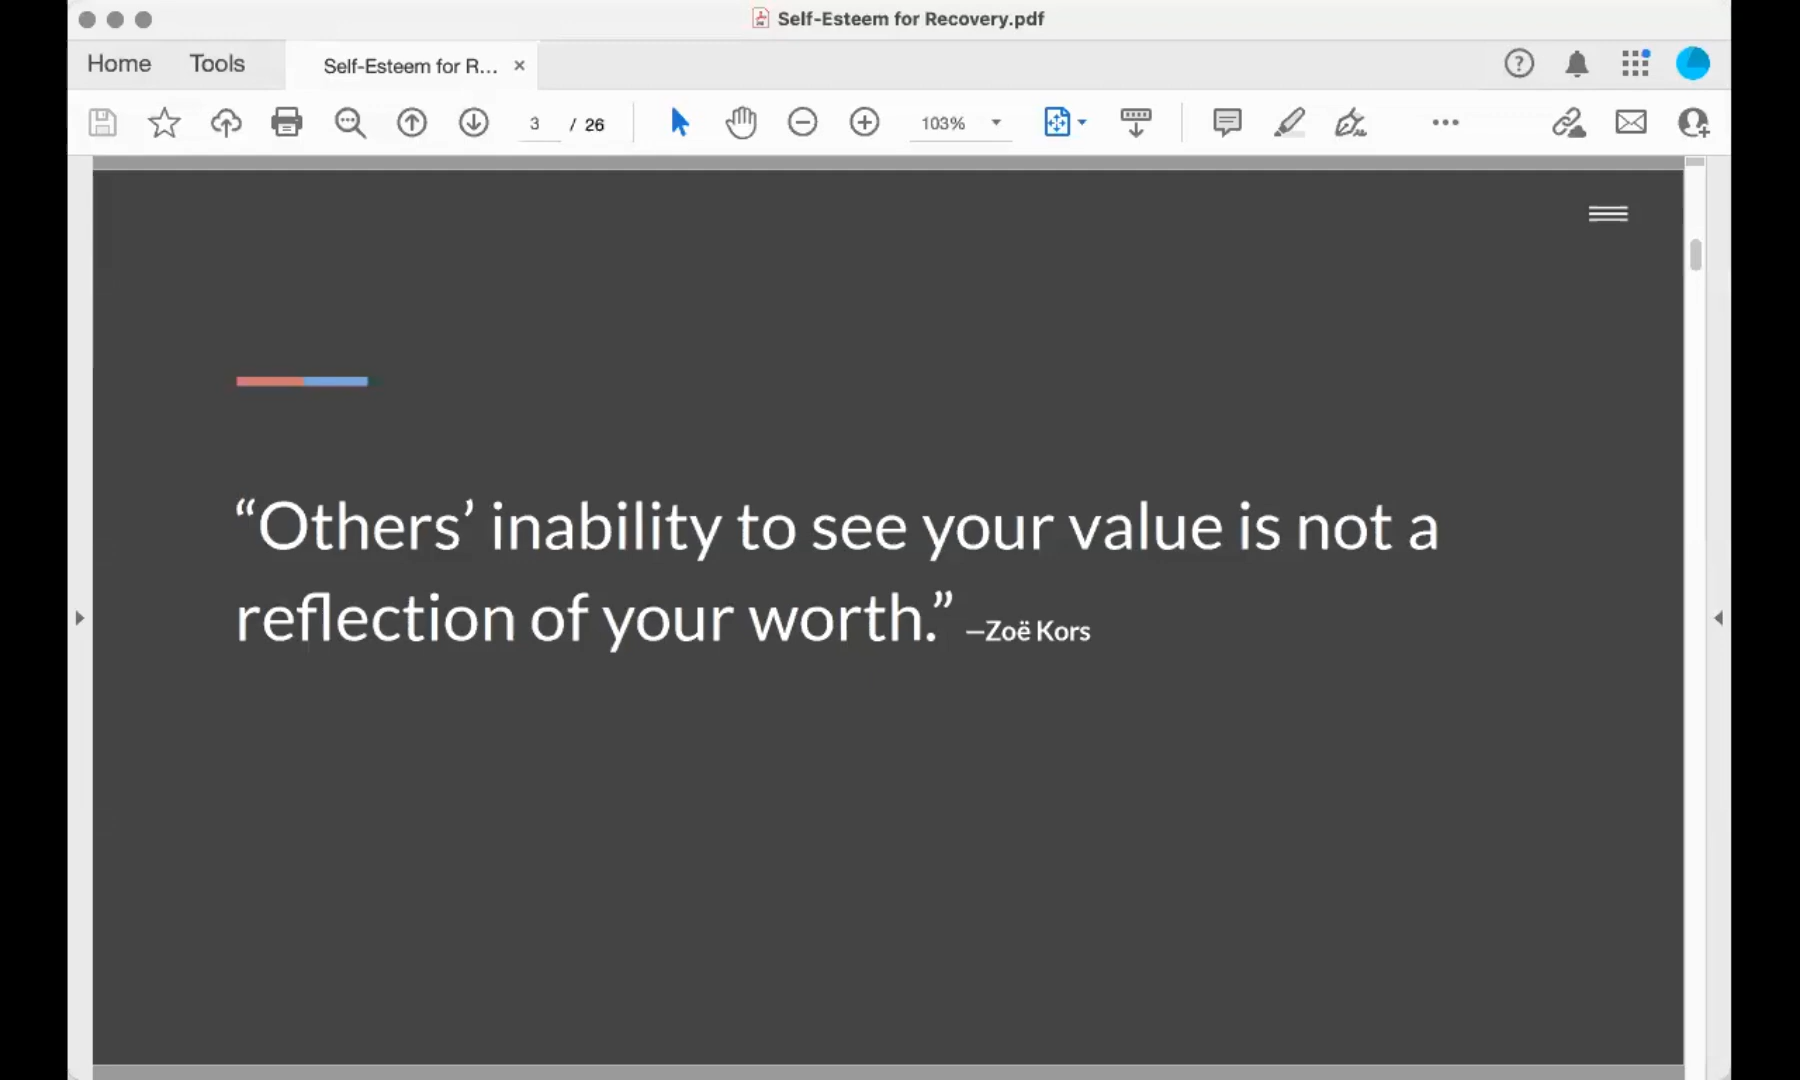 Self-Esteem for Recovery.pdf
Home Tools Self-Esteem for R... ×
3 / 26 103%
“Others’ inability to see your value is not a
reflection of your worth.” —Zoë Kors